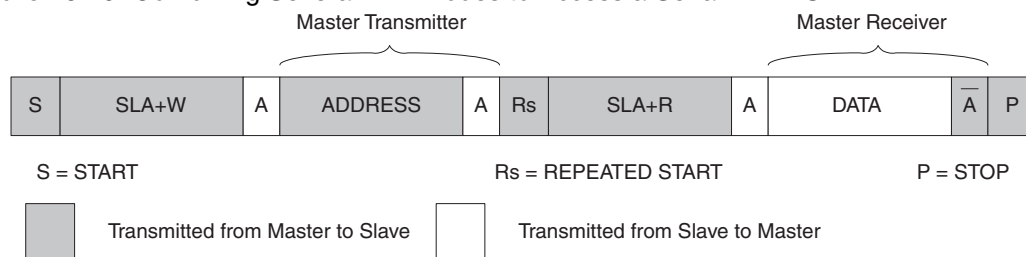 Master Transmitter Master Receiver
S SLA+W A ADDRESS A Rs SLA+R A DATA A̅ P
S = START Rs = REPEATED START P = STOP
Transmitted from Master to Slave Transmitted from Slave to Master